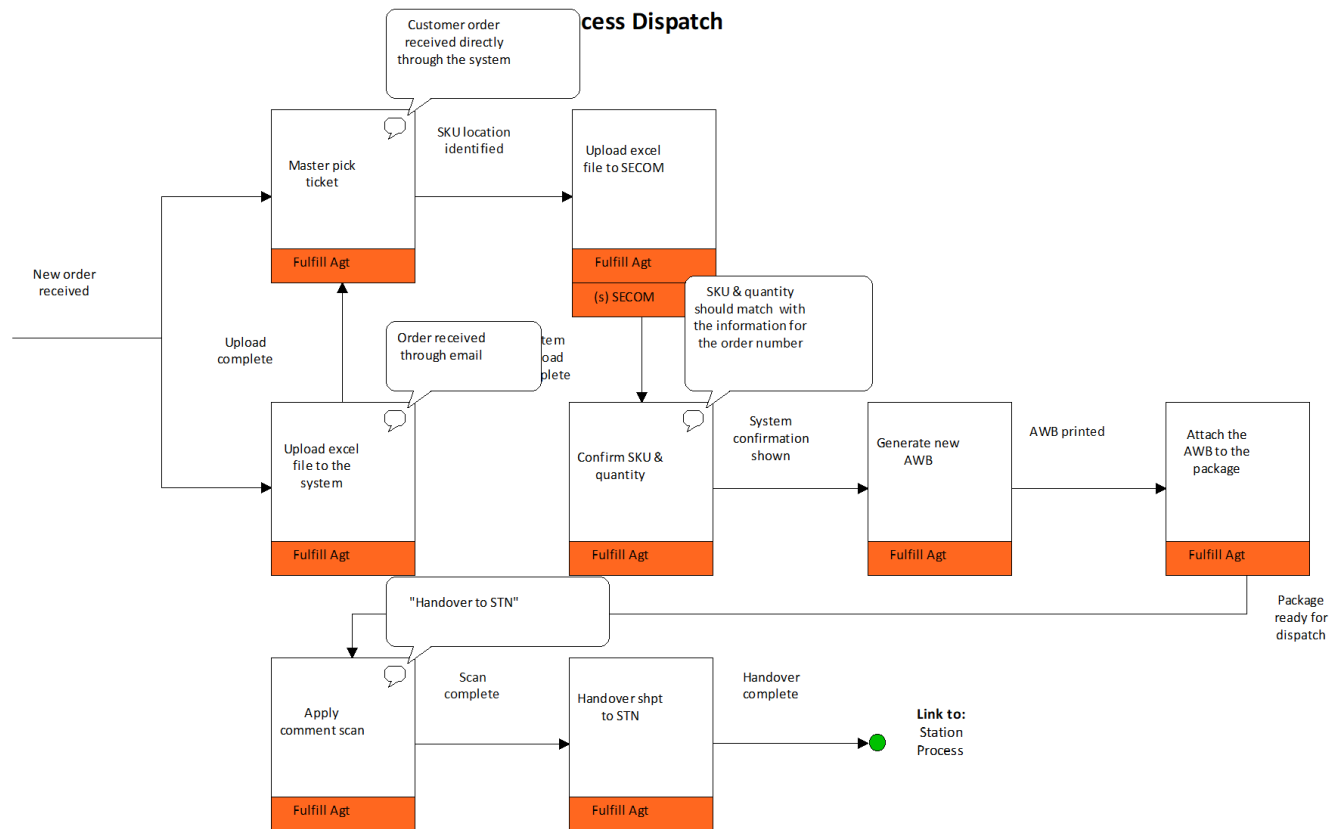 cess Dispatch
Customer order
received directly
through the system
SKU location
identified
Master pick
ticket
Fulfill Agt
Upload excel
file to SECOM
Fulfill Agt
(s) SECOM
New order
received
Upload
complete
Order received
through email
tem
oad
plete
SKU & quantity
should match with
the information for
the order number
Upload excel
file to the
system
Fulfill Agt
Confirm SKU &
quantity
Fulfill Agt
System
confirmation
shown
Generate new
AWB
Fulfill Agt
AWB printed
Attach the
AWB to the
package
Fulfill Agt
Package
ready for
dispatch
"Handover to STN"
Apply
comment scan
Fulfill Agt
Scan
complete
Handover shpt
to STN
Fulfill Agt
Handover
complete
Link to:
Station
Process